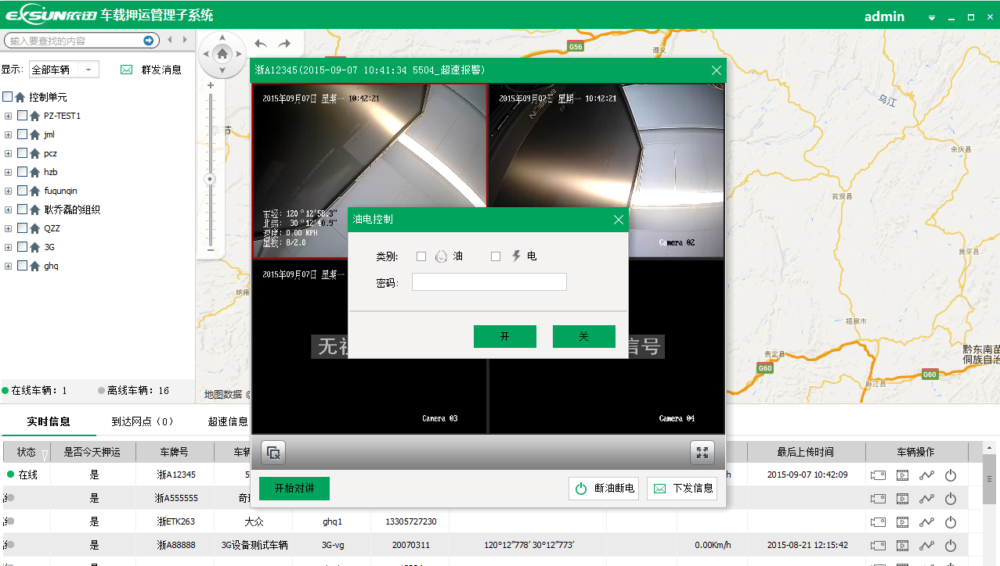 EXSUN依迅 车载押运管理子系统
admin
输入要查找的内容
显示: 全部车辆 群发消息
控制单元
PZ-TEST1
jml
pcz
hzb
fuqunqin
耿乔磊的组织
QZZ
3G
ghq
在线车辆: 1 离线车辆: 16
G56
遵义
乌江
余庆县
瓮安县
黄平县
福泉市
贵定县
G60
G60
麻江县
黔东南苗
侗族自治
节
纳雍
地图数据 ©
浙A12345(2015-09-07 10:41:34 5504_超速报警)
2015年09月07日 星期一 10:42:21
2015年09月07日 星期一 10:42:21
东经: 120°12'58.3"
北纬: 30°12'40.9"
速度: 0.00 KPH
星数: 8/2.0
Camera 02
2015年09月07日 星期一
无视
信号
Camera 03
Camera 04
油电控制
类别: 油 电
密码:
开 关
开始对讲 断油断电 下发信息
实时信息 到达网点（0） 超速信息
状态 是否今天押运 车牌号 车辆 最后上传时间 车辆操作
在线 是 浙A12345 5 h 2015-09-07 10:42:09
是 浙A555555 奇
是 浙ETK263 大众 ghq1 13305727230
是 浙A88888 3G设备测试车辆 3G-vg 20070311 120°12″778′ 30°12″773′ 0.00Km/h 2015-08-21 12:15:42